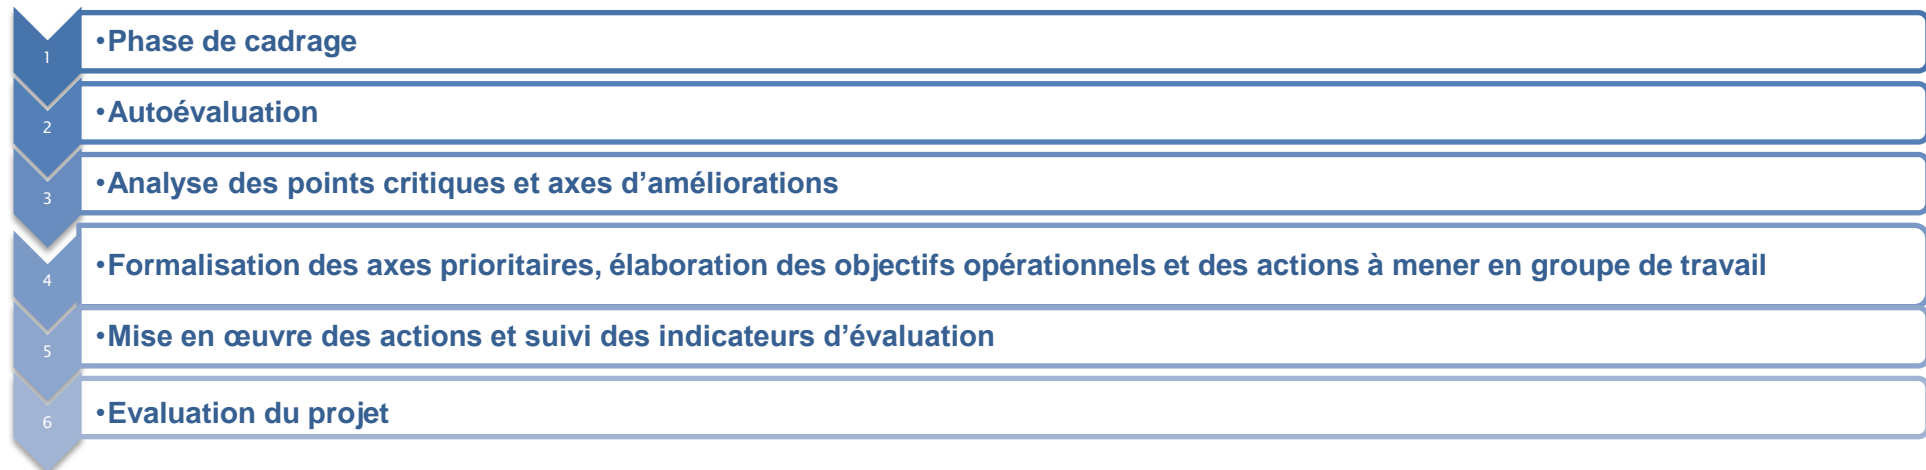 1
•Phase de cadrage
2
•Autoévaluation
3
•Analyse des points critiques et axes d’améliorations
4
•Formalisation des axes prioritaires, élaboration des objectifs opérationnels et des actions à mener en groupe de travail
5
•Mise en œuvre des actions et suivi des indicateurs d’évaluation
6
•Evaluation du projet